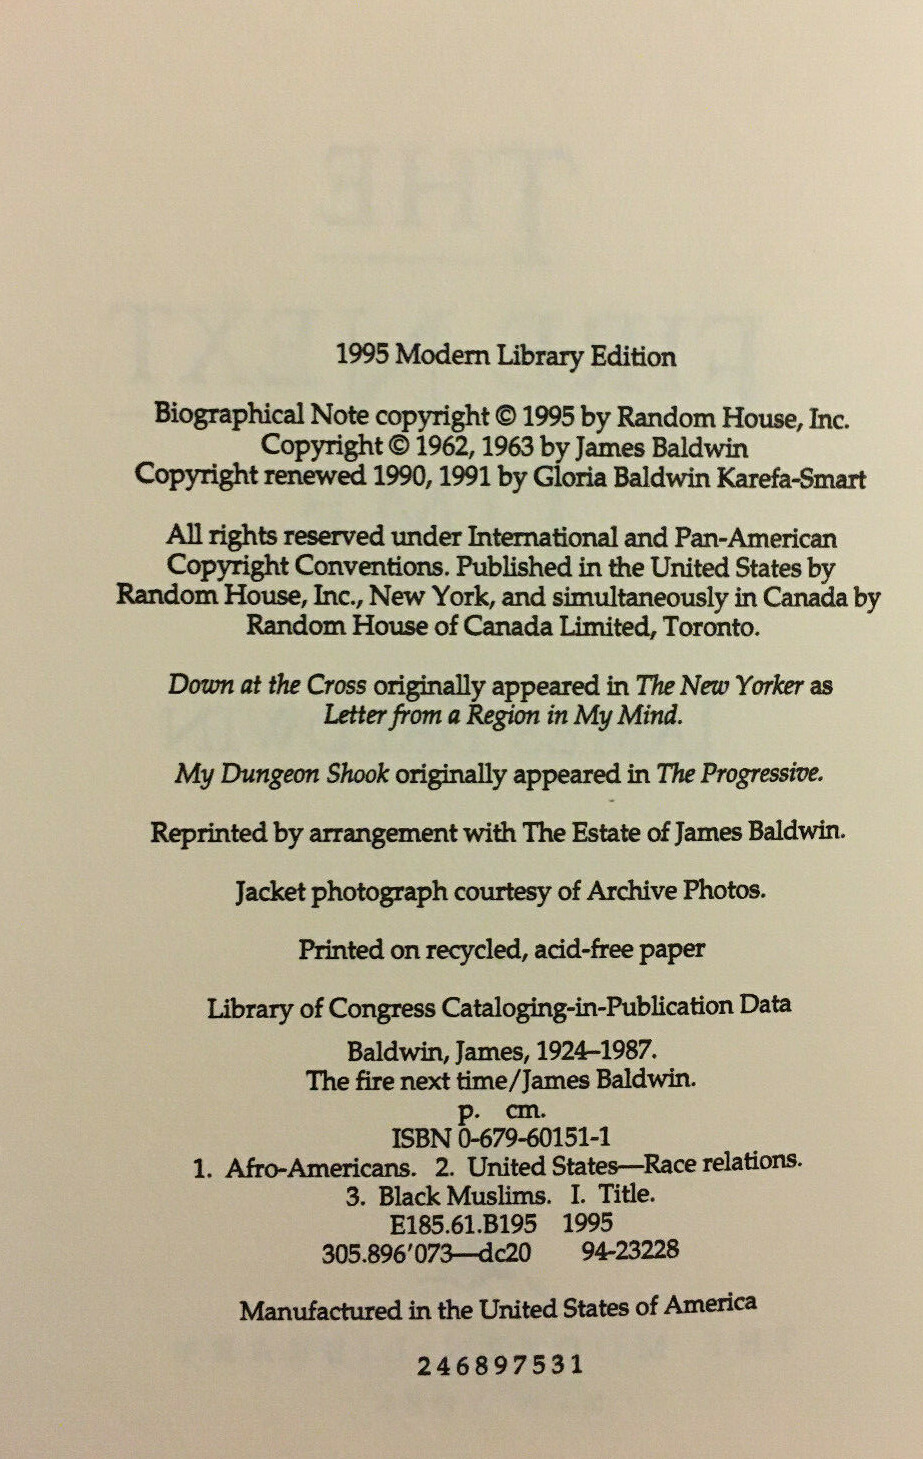 1995 Modern Library Edition
Biographical Note copyright © 1995 by Random House, Inc.
Copyright © 1962, 1963 by James Baldwin
Copyright renewed 1990, 1991 by Gloria Baldwin Karefa-Smart
All rights reserved under International and Pan-American
Copyright Conventions. Published in the United States by
Random House, Inc., New York, and simultaneously in Canada by
Random House of Canada Limited, Toronto.
Down at the Cross originally appeared in The New Yorker as
Letter from a Region in My Mind.
My Dungeon Shook originally appeared in The Progressive.
Reprinted by arrangement with The Estate of James Baldwin.
Jacket photograph courtesy of Archive Photos.
Printed on recycled, acid-free paper
Library of Congress Cataloging-in-Publication Data
Baldwin, James, 1924–1987.
The fire next time/James Baldwin.
p. cm.
ISBN 0-679-60151-1
1. Afro-Americans. 2. United States—Race relations.
3. Black Muslims. I. Title.
E185.61.B195 1995
305.896'073—dc20 94-23228
Manufactured in the United States of America
2 4 6 8 9 7 5 3 1